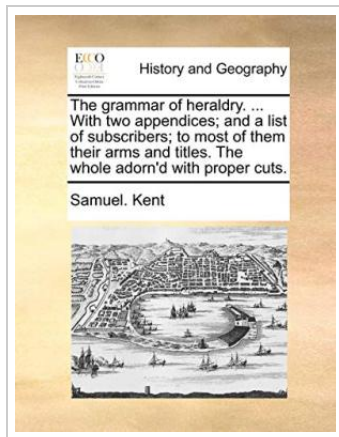 ECCO
History and Geography
The grammar of heraldry. ...
With two appendices; and a list
of subscribers; to most of them
their arms and titles. The
whole adorn'd with proper cuts.
Samuel. Kent